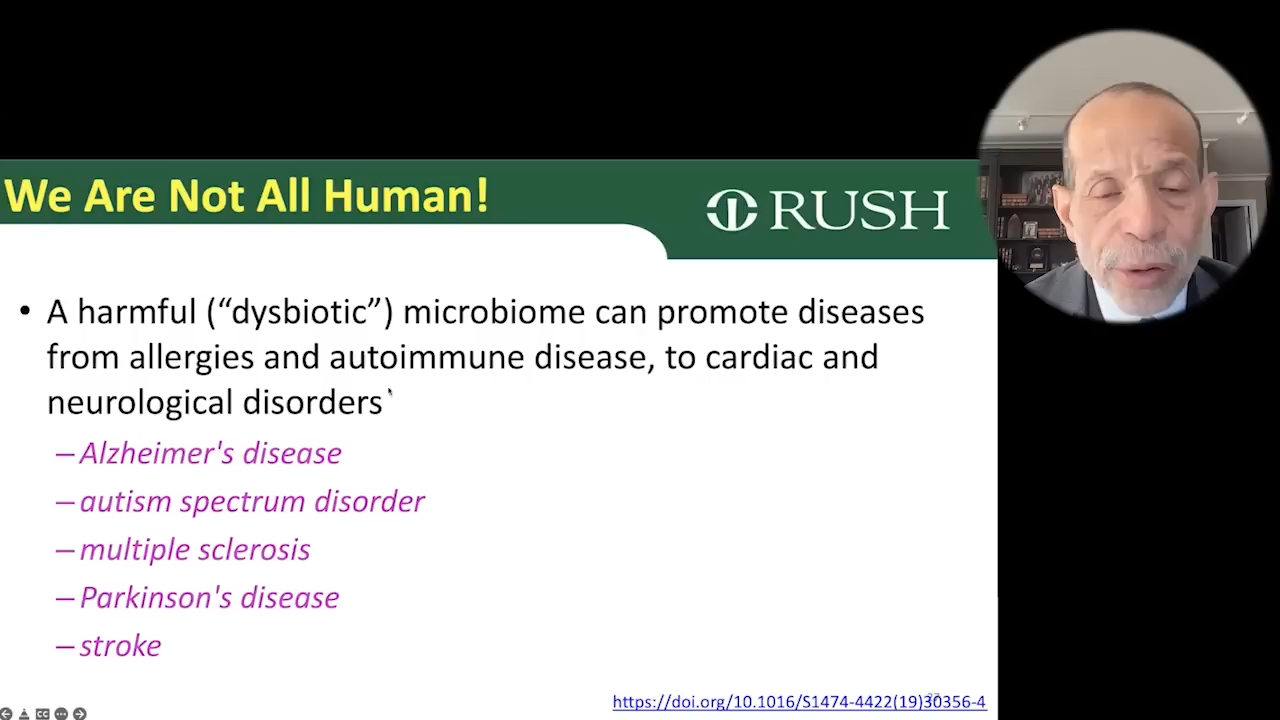 We Are Not All Human!
RUSH
• A harmful (“dysbiotic”) microbiome can promote diseases
from allergies and autoimmune disease, to cardiac and
neurological disorders
–Alzheimer's disease
–autism spectrum disorder
–multiple sclerosis
–Parkinson's disease
–stroke
https://doi.org/10.1016/S1474-4422(19)30356-4